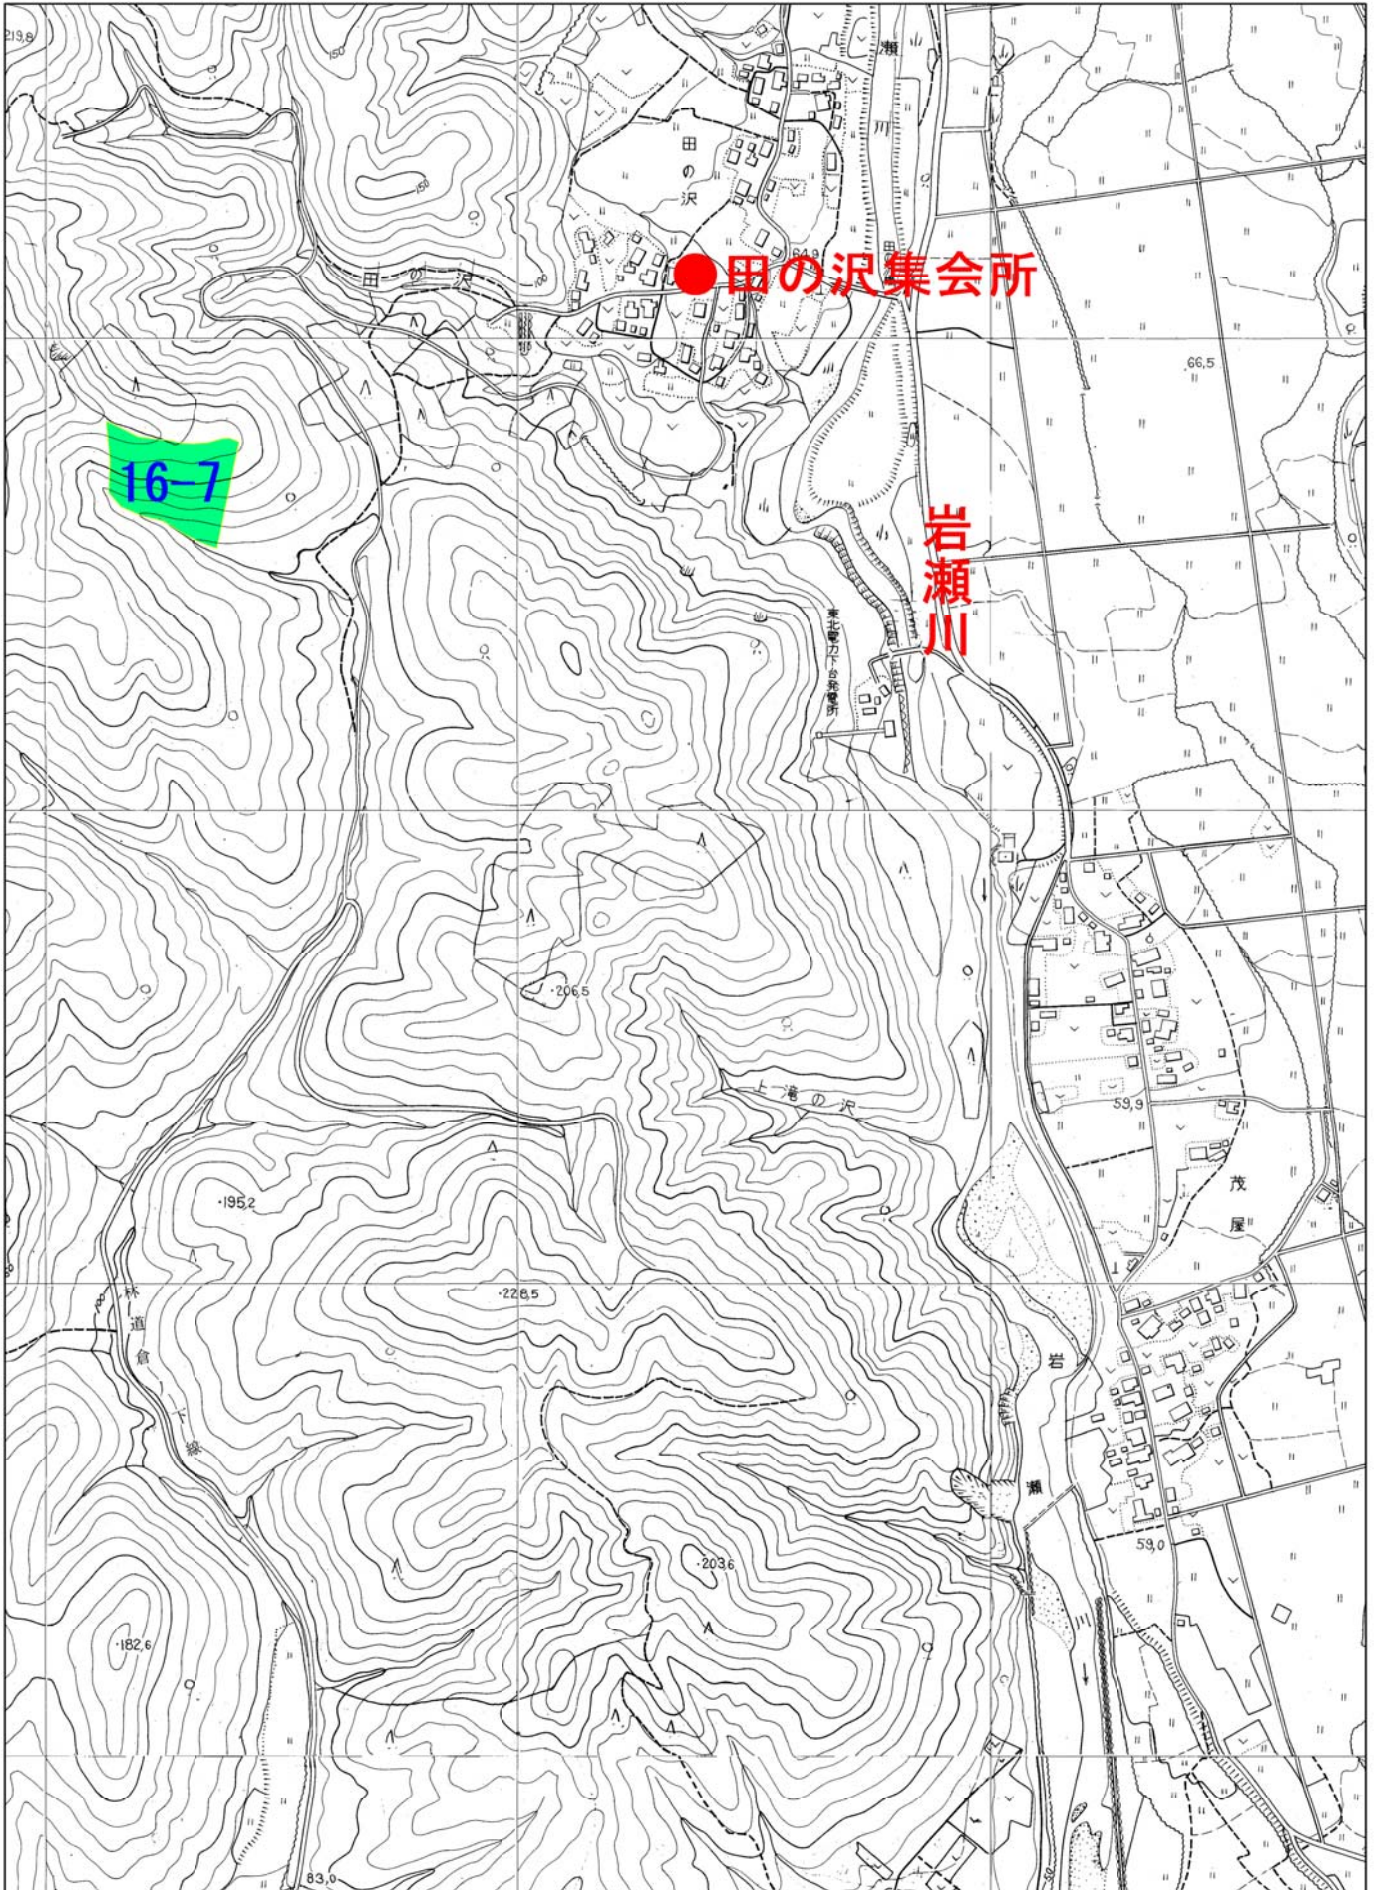 219,8
150
瀬
川
田
の
沢
150
田の沢
100
64,9
田の沢集会所
66,5
16-7
岩
瀬
川
東北電力下台発電所
・206,5
上滝の沢
59,9
・195,2
茂
屋
・228,5
林
道
倉
ノ
下
線
岩
瀬
59,0
・203,6
・182,6
川
83,0
50